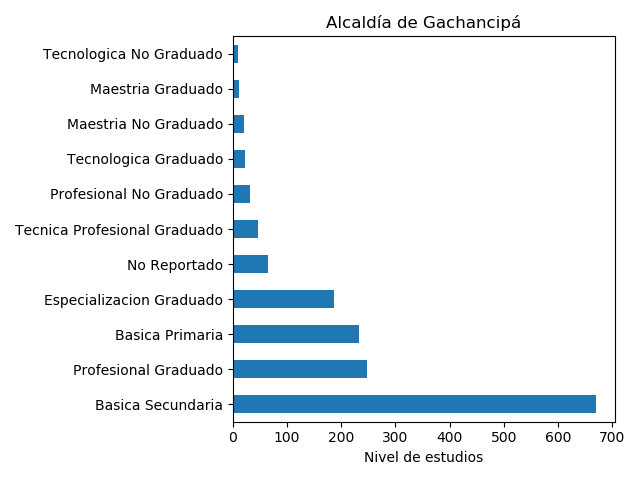 Alcaldía de Gachancipá
Tecnologica No Graduado
Maestria Graduado
Maestria No Graduado
Tecnologica Graduado
Profesional No Graduado
Tecnica Profesional Graduado
No Reportado
Especializacion Graduado
Basica Primaria
Profesional Graduado
Basica Secundaria
0 100 200 300 400 500 600 700
Nivel de estudios